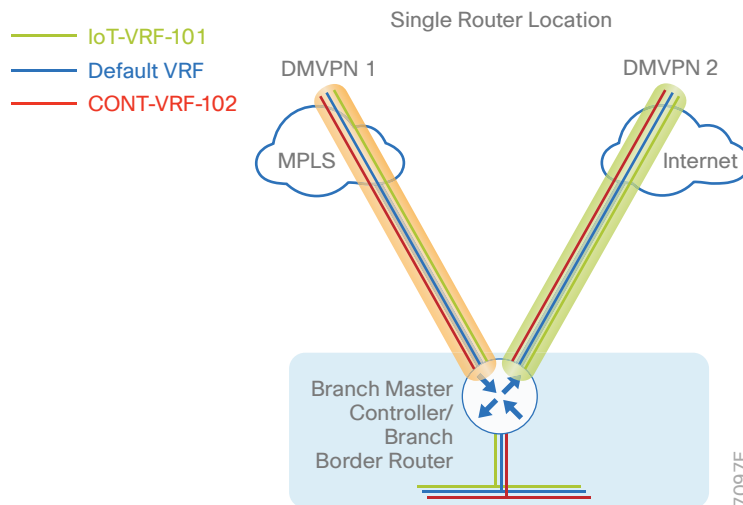 Single Router Location
IoT-VRF-101
Default VRF
CONT-VRF-102
DMVPN 1
DMVPN 2
MPLS
Internet
Branch Master
Controller/
Branch
Border Router
7097F